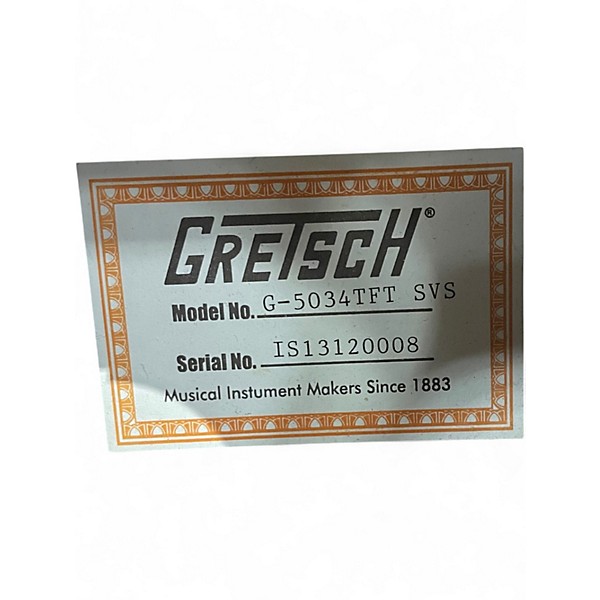 GRETSCH®
Model No. G-5034TFT SVS
Serial No. IS13120008
Musical Instument Makers Since 1883